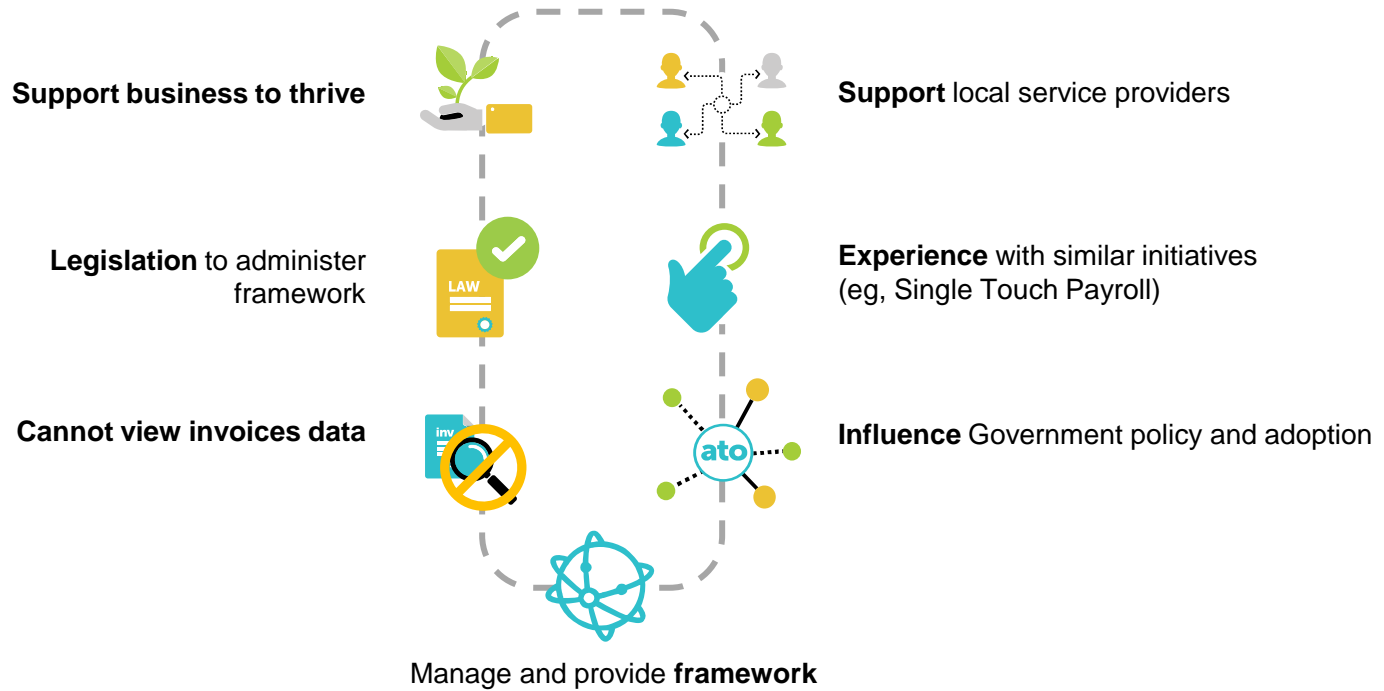 Support business to thrive
Support local service providers
Legislation to administer
framework
LAW
Experience with similar initiatives
(eg, Single Touch Payroll)
Cannot view invoices data
inv
ato
Influence Government policy and adoption
Manage and provide framework